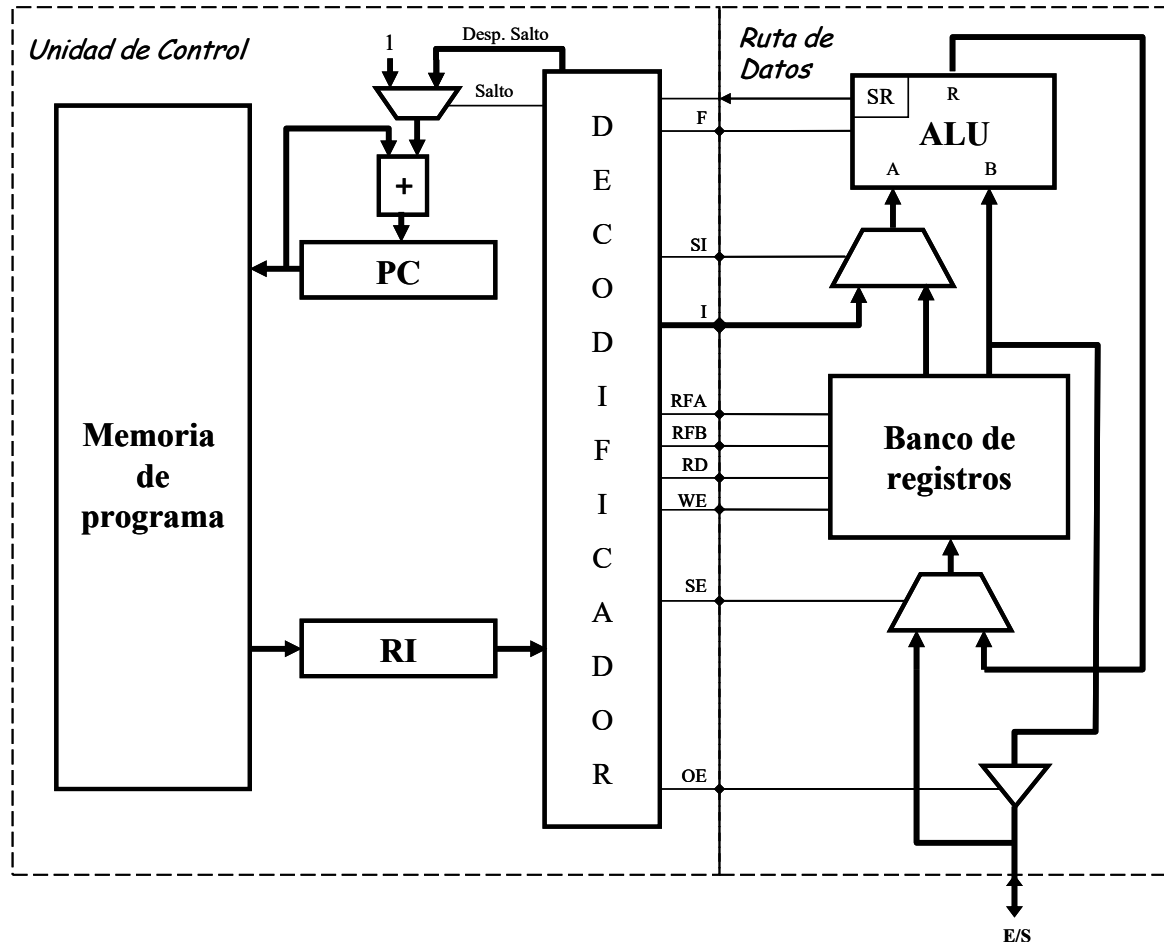 Unidad de Control
1
Desp. Salto
Salto
+
PC
Memoria
de
programa
RI
D
E
C
O
D
I
F
I
C
A
D
O
R
Ruta de
Datos
SR
R
F
ALU
A
B
SI
I
RFA
RFB
RD
WE
Banco de
registros
SE
OE
E/S